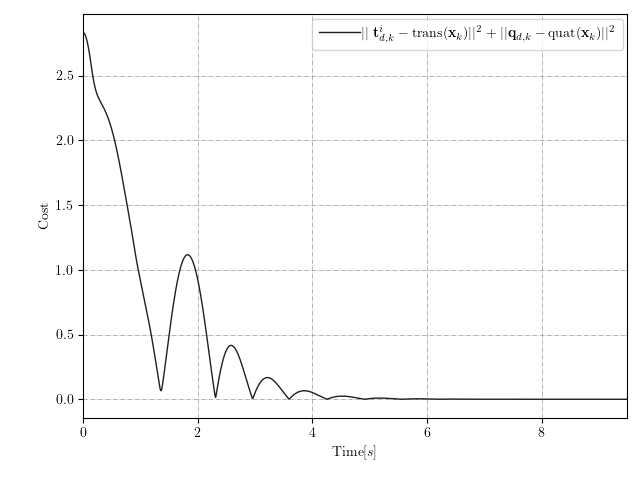 || t^i_{d,k} − trans(x_k)||^2 + ||q_{d,k} − quat(x_k)||^2
2.5
2.0
1.5
1.0
0.5
0.0
Cost
0 2 4 6 8
Time[s]